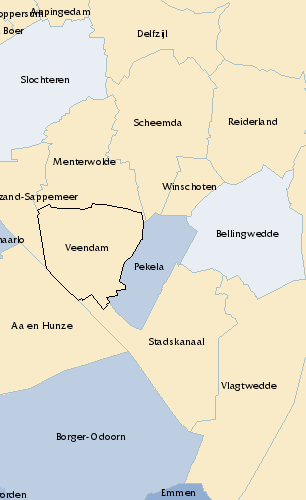 Appingedam
oppersum
Boer
Delfzijl
Slochteren
Scheemda
Reiderland
Menterwolde
Winschoten
zand-Sappemeer
Bellingwedde
naarlo
Veendam
Pekela
Aa en Hunze
Stadskanaal
Vlagtwedde
Borger-Odoorn
Emmen
orden